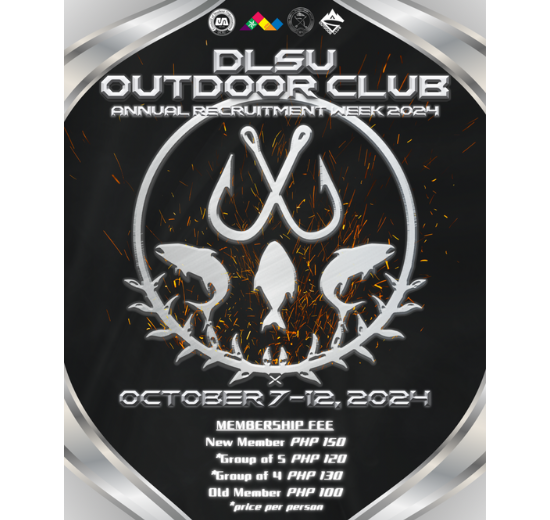 DLSU
OUTDOOR CLUB
ANNUAL RECRUITMENT WEEK 2024
OCTOBER 7-12, 2024
MEMBERSHIP FEE
New Member PHP 150
*Group of 5 PHP 120
*Group of 4 PHP 130
Old Member PHP 100
*price per person